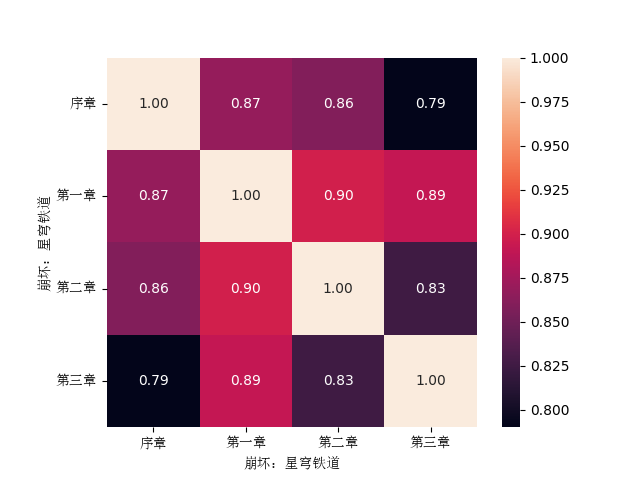 序章 1.00 0.87 0.86 0.79
第一章 0.87 1.00 0.90 0.89
第二章 0.86 0.90 1.00 0.83
第三章 0.79 0.89 0.83 1.00
序章 第一章 第二章 第三章
崩坏：星穹铁道
崩坏：星穹铁道
1.000
0.975
0.950
0.925
0.900
0.875
0.850
0.825
0.800